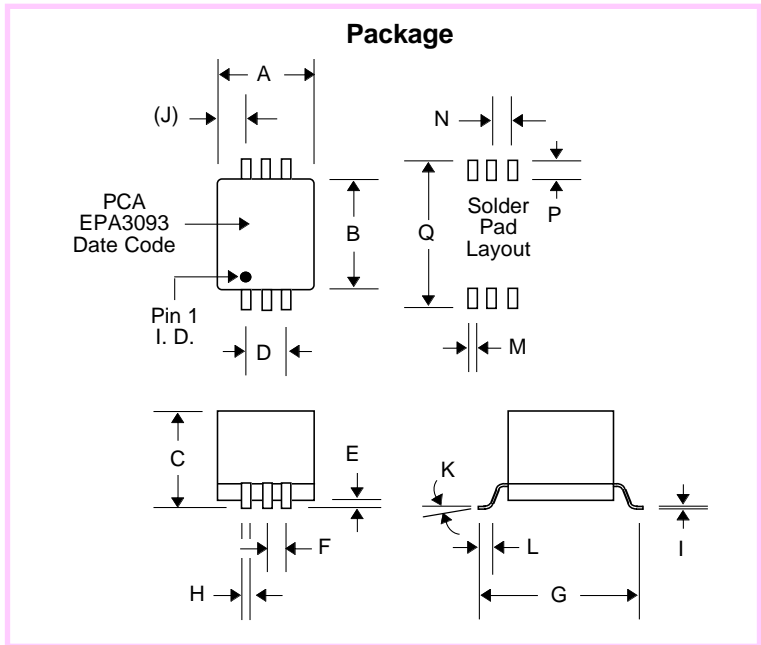 Package
A
(J)
N
PCA
EPA3093
Date Code
B
Q
Solder
Pad
Layout
P
Pin 1
I. D.
D
M
C
E
K
F
L
I
H
G